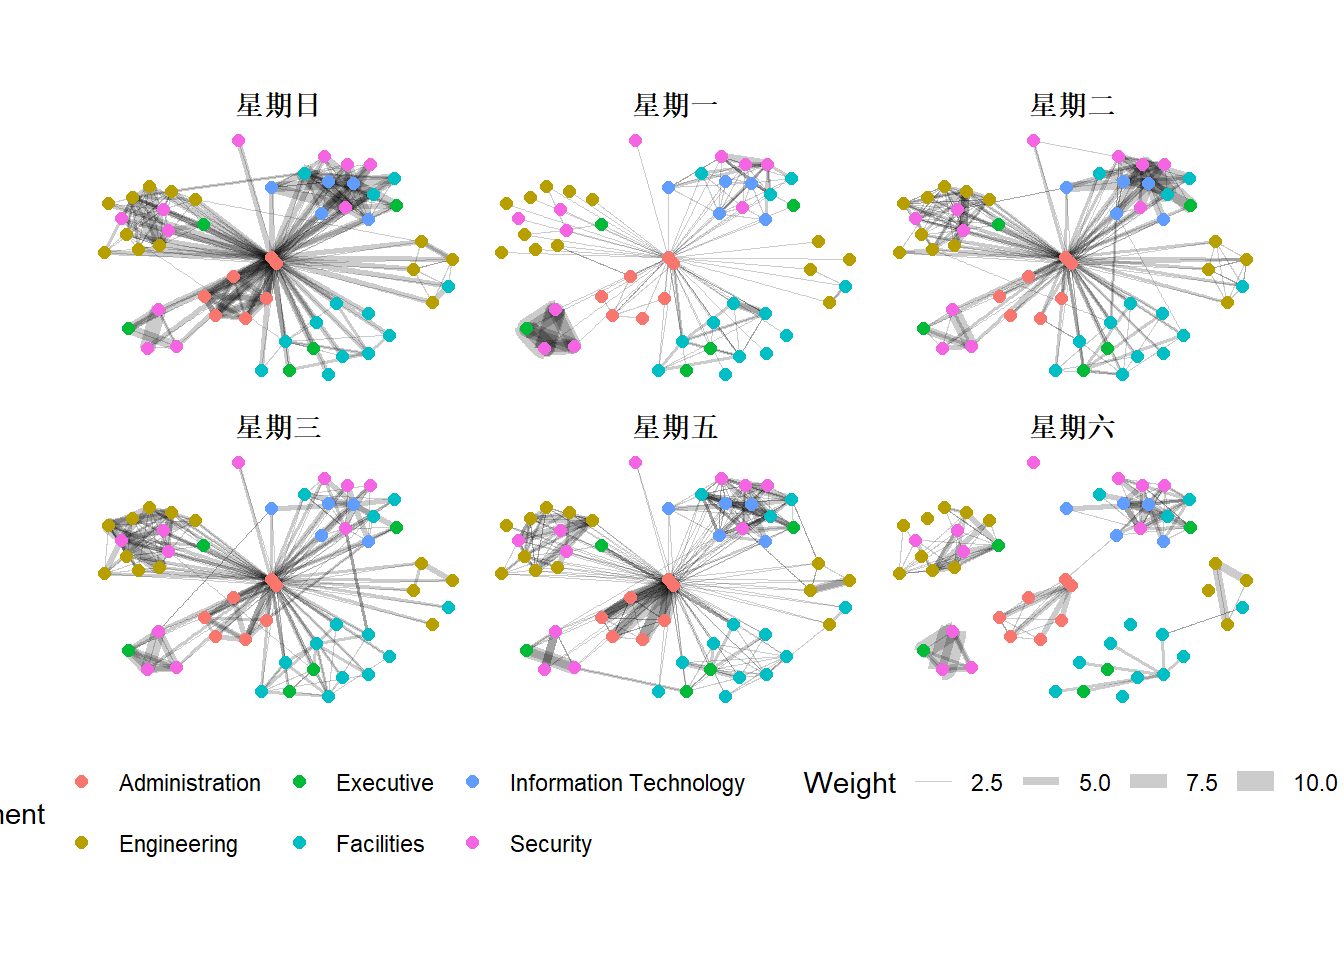 星期日
星期一
星期二
星期三
星期五
星期六
Administration Executive Information Technology Weight 2.5 5.0 7.5 10.0
Engineering Facilities Security